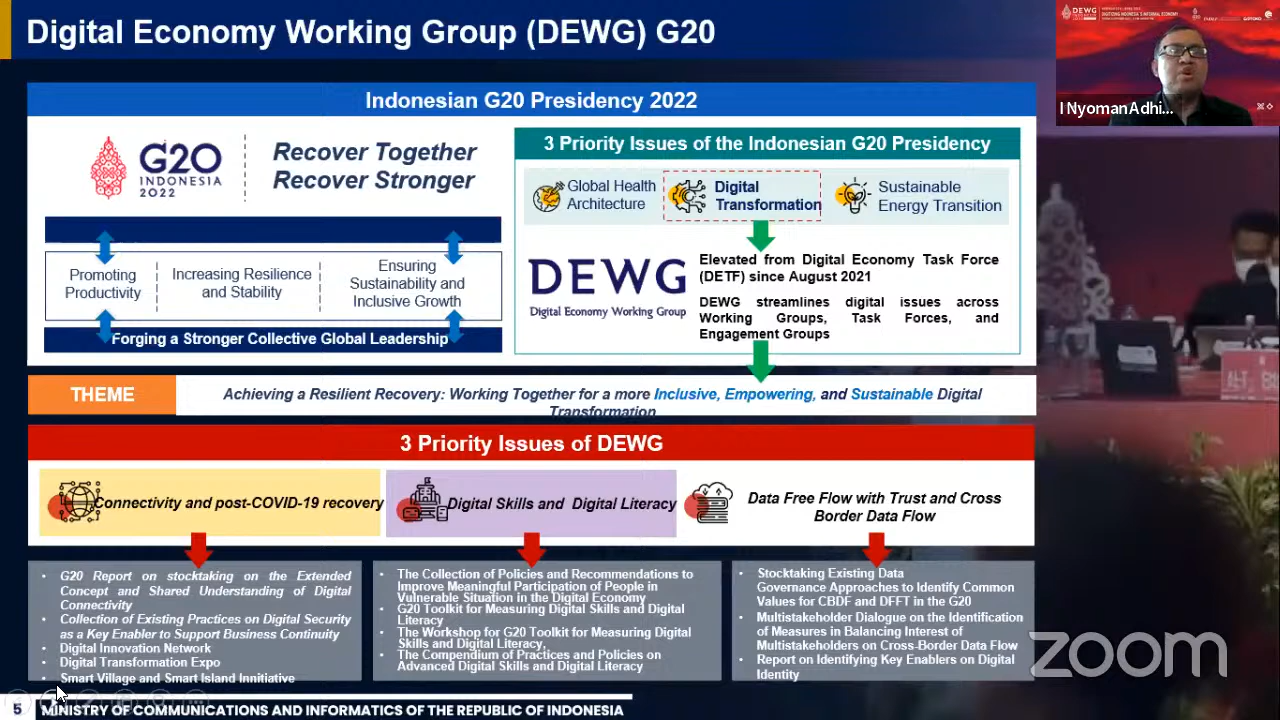 Digital Economy Working Group (DEWG) G20
Indonesian G20 Presidency 2022
G20
INDONESIA
2022
Recover Together
Recover Stronger
Promoting
Productivity
Increasing Resilience
and Stability
Ensuring
Sustainability and
Inclusive Growth
Forging a Stronger Collective Global Leadership
3 Priority Issues of the Indonesian G20 Presidency
Global Health
Architecture
Digital
Transformation
Sustainable
Energy Transition
DEWG
Digital Economy Working Group
Elevated from Digital Economy Task Force
(DETF) since August 2021
DEWG streamlines digital issues across
Working Groups, Task Forces, and
Engagement Groups
THEME
Achieving a Resilient Recovery: Working Together for a more Inclusive, Empowering, and Sustainable Digital
Transformation
3 Priority Issues of DEWG
Connectivity and post-COVID-19 recovery
Digital Skills and Digital Literacy
Data Free Flow with Trust and Cross
Border Data Flow
• G20 Report on stocktaking on the Extended
Concept and Shared Understanding of Digital
Connectivity
• Collection of Existing Practices on Digital Security
as a Key Enabler to Support Business Continuity
• Digital Innovation Network
• Digital Transformation Expo
• Smart Village and Smart Island Innitiative
• The Collection of Policies and Recommendations to
Improve Meaningful Participation of People in
Vulnerable Situation in the Digital Economy
• G20 Toolkit for Measuring Digital Skills and Digital
Literacy
• The Workshop for G20 Toolkit for Measuring Digital
Skills and Digital Literacy,
• The Compendium of Practices and Policies on
Advanced Digital Skills and Digital Literacy
• Stocktaking Existing Data
Governance Approaches to Identify Common
Values for CBDF and DFFT in the G20
• Multistakeholder Dialogue on the Identification
of Measures in Balancing Interest of
Multistakeholders on Cross-Border Data Flow
• Report on Identifying Key Enablers on Digital
Identity
5
MINISTRY OF COMMUNICATIONS AND INFORMATICS OF THE REPUBLIC OF INDONESIA
DEWG
I Nyoman Adhi...
zoom